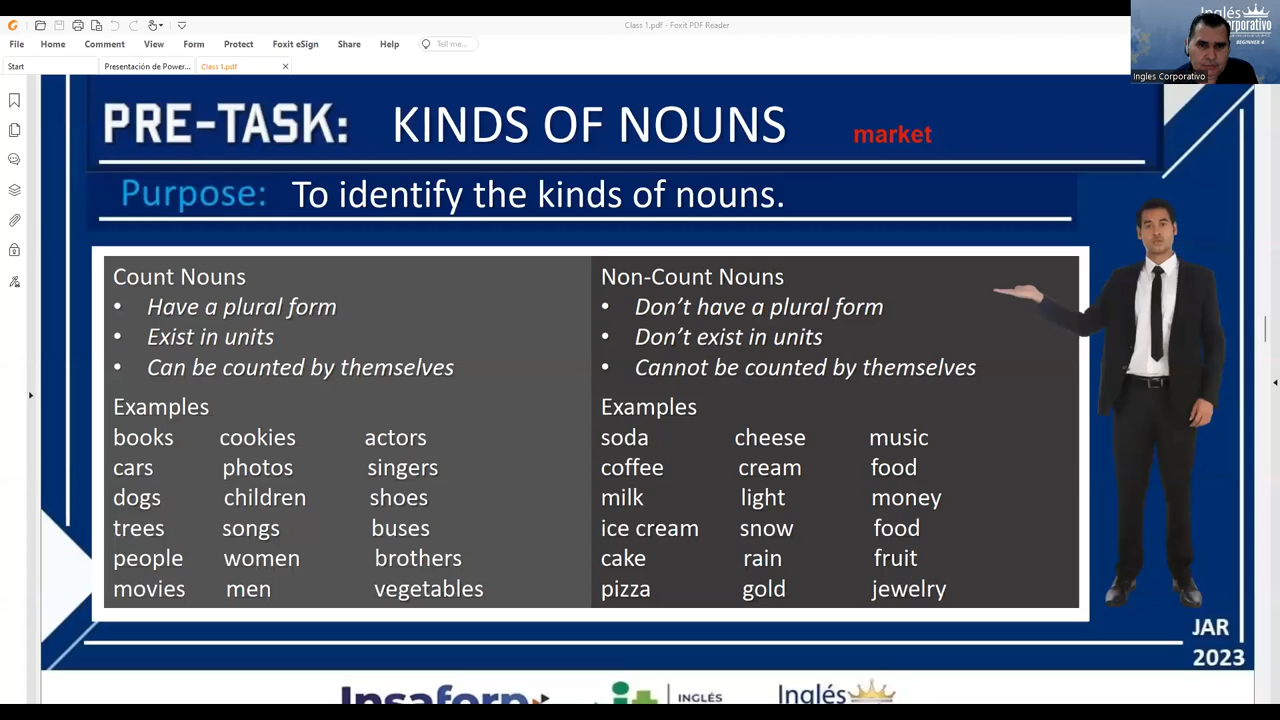 Class 1.pdf - Foxit PDF Reader
File Home Comment View Form Protect Foxit eSign Share Help Tell me...
Start Presentación de Power... Class 1.pdf
Inglés
Corporativo
BEGINNER 4
Ingles Corporativo
PRE-TASK: KINDS OF NOUNS market
Purpose: To identify the kinds of nouns.
Count Nouns
• Have a plural form
• Exist in units
• Can be counted by themselves
Examples
books cookies actors
cars photos singers
dogs children shoes
trees songs buses
people women brothers
movies men vegetables
Non-Count Nouns
• Don’t have a plural form
• Don’t exist in units
• Cannot be counted by themselves
Examples
soda cheese music
coffee cream food
milk light money
ice cream snow food
cake rain fruit
pizza gold jewelry
JAR
2023
Insaforp INGLÉS Inglés